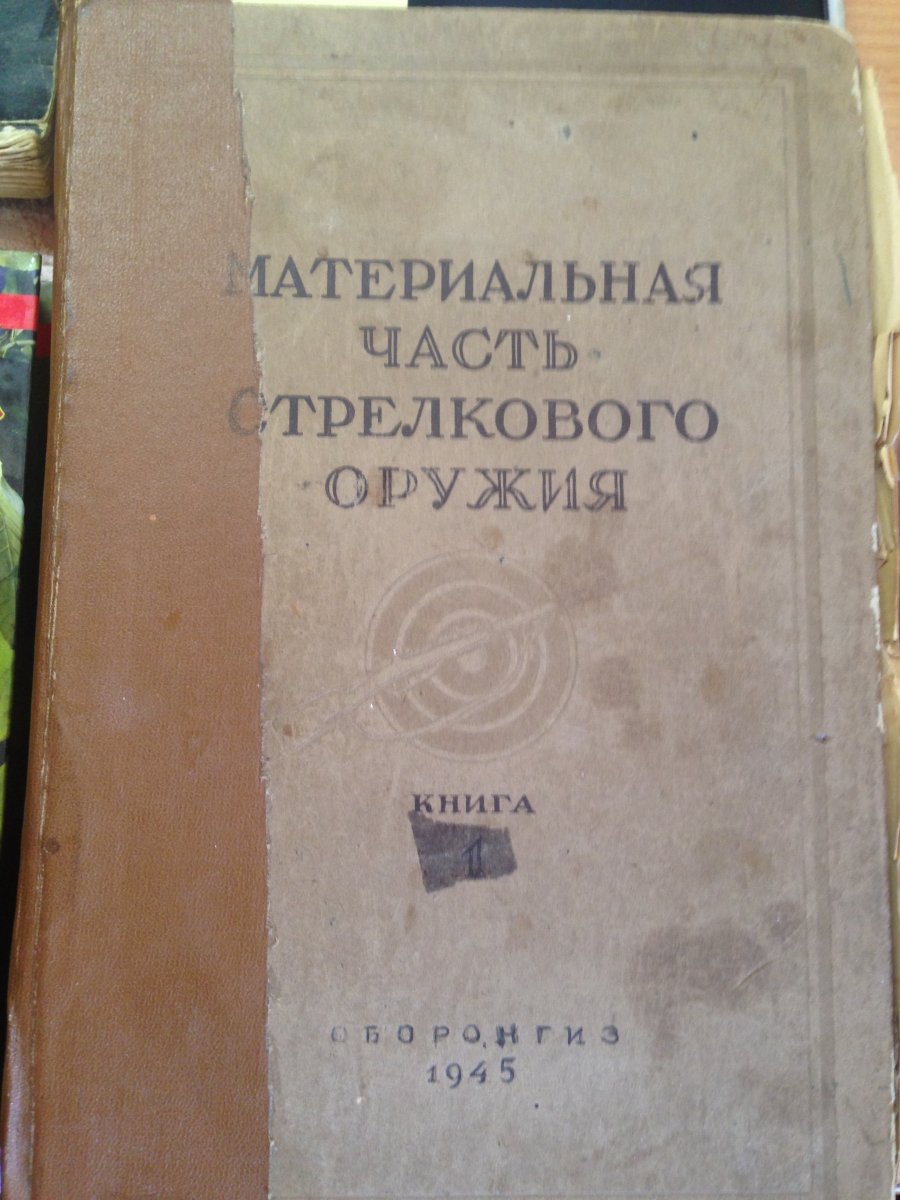 МАТЕРИАЛЬНАЯ
ЧАСТЬ
СТРЕЛКОВОГО
ОРУЖИЯ
КНИГА
1
ОБОРОНГИЗ
1945